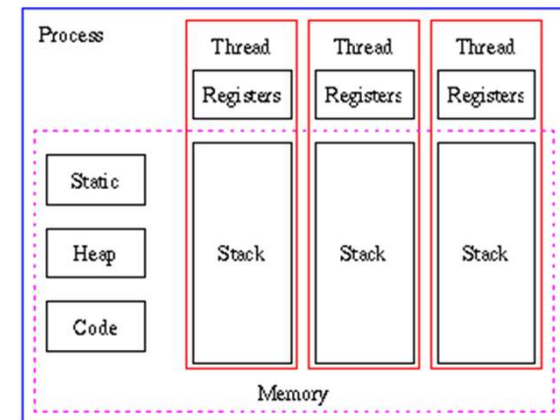 Process
Thread
Thread
Thread
Registers
Registers
Registers
Static
Heap
Code
Stack
Stack
Stack
Memory